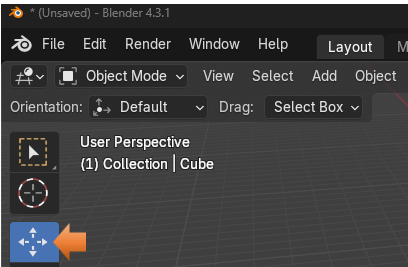 * (Unsaved) - Blender 4.3.1
File Edit Render Window Help Layout M
Object Mode View Select Add Object
Orientation: Default Drag: Select Box
User Perspective
(1) Collection | Cube